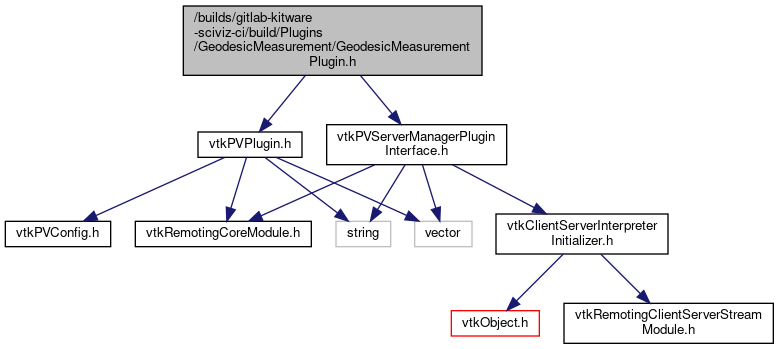 /builds/gitlab-kitware
-sciviz-ci/build/Plugins
/GeodesicMeasurement/GeodesicMeasurement
Plugin.h
vtkPVPlugin.h
vtkPVServerManagerPlugin
Interface.h
vtkPVConfig.h
vtkRemotingCoreModule.h
string
vector
vtkClientServerInterpreter
Initializer.h
vtkObject.h
vtkRemotingClientServerStream
Module.h